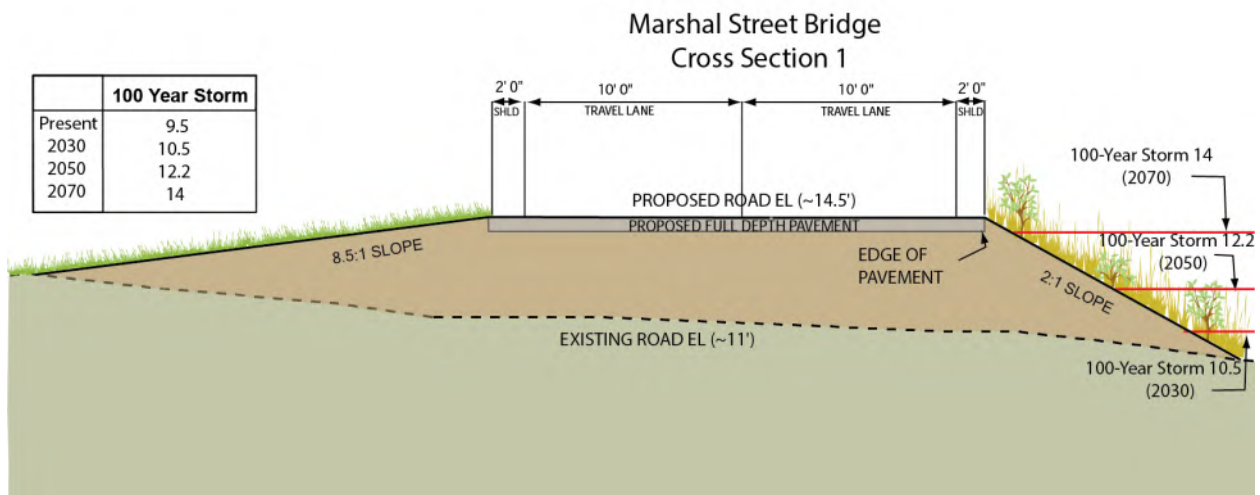 Marshal Street Bridge
Cross Section 1
100 Year Storm
Present 9.5
2030 10.5
2050 12.2
2070 14
2' 0" 10' 0" 10' 0" 2' 0"
SHLD TRAVEL LANE TRAVEL LANE SHLD
100-Year Storm 14
(2070)
PROPOSED ROAD EL (~14.5')
PROPOSED FULL DEPTH PAVEMENT
8.5:1 SLOPE
EDGE OF
PAVEMENT
100-Year Storm 12.2
(2050)
2:1 SLOPE
EXISTING ROAD EL (~11')
100-Year Storm 10.5
(2030)